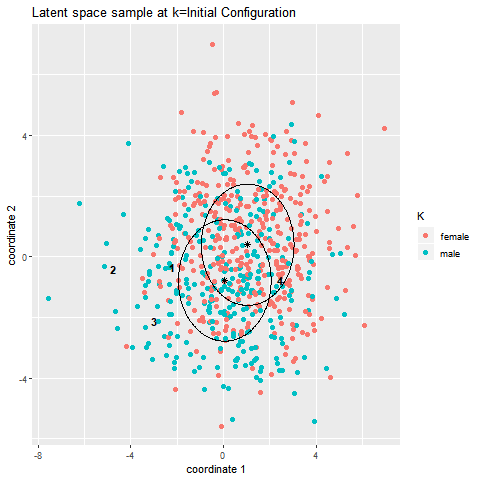 Latent space sample at k=Initial Configuration
4
0
-4
-8
-4
0
4
coordinate 2
coordinate 1
1
2
3
4
K
female
male